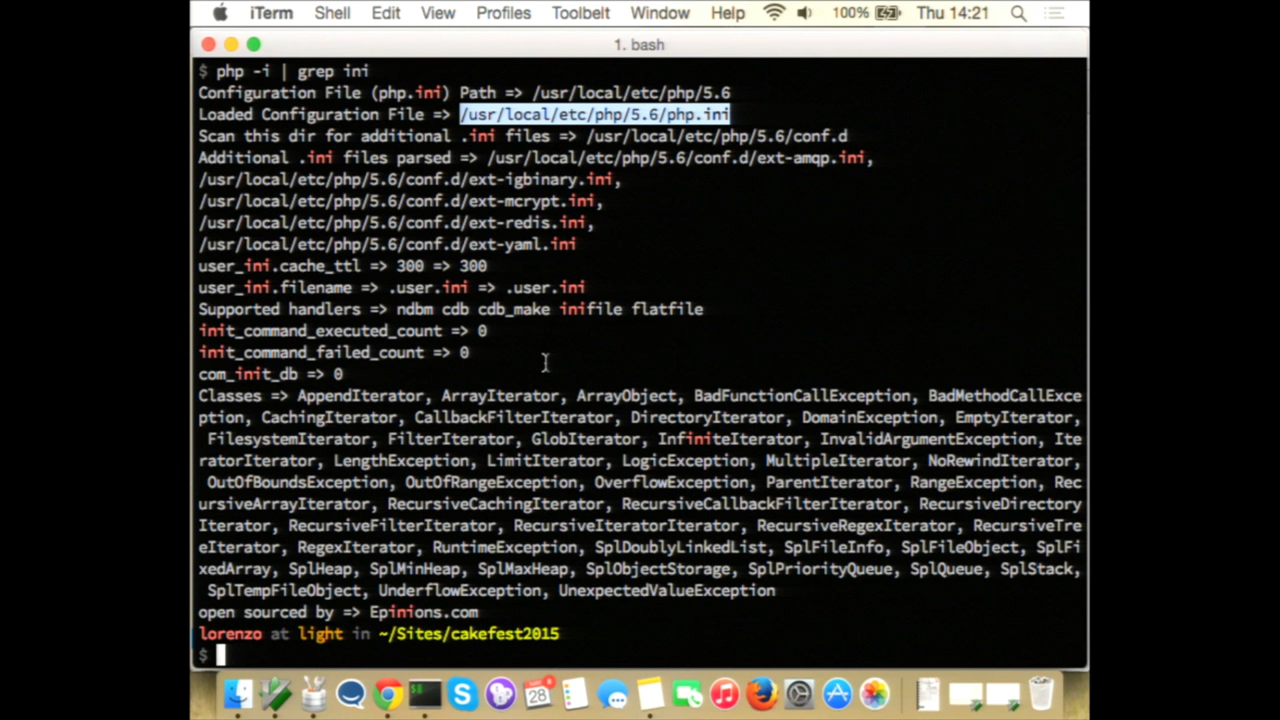 iTerm Shell Edit View Profiles Toolbelt Window Help 100% Thu 14:21
1. bash
$ php -i | grep ini
Configuration File (php.ini) Path => /usr/local/etc/php/5.6
Loaded Configuration File => /usr/local/etc/php/5.6/php.ini
Scan this dir for additional .ini files => /usr/local/etc/php/5.6/conf.d
Additional .ini files parsed => /usr/local/etc/php/5.6/conf.d/ext-amqp.ini,
/usr/local/etc/php/5.6/conf.d/ext-igbinary.ini,
/usr/local/etc/php/5.6/conf.d/ext-mcrypt.ini,
/usr/local/etc/php/5.6/conf.d/ext-redis.ini,
/usr/local/etc/php/5.6/conf.d/ext-yaml.ini
user_ini.cache_ttl => 300 => 300
user_ini.filename => .user.ini => .user.ini
Supported handlers => ndbm cdb cdb_make inifile flatfile
init_command_executed_count => 0
init_command_failed_count => 0
com_init_db => 0
Classes => AppendIterator, ArrayIterator, ArrayObject, BadFunctionCallException, BadMethodCallExce
ption, CachingIterator, CallbackFilterIterator, DirectoryIterator, DomainException, EmptyIterator,
FilesystemIterator, FilterIterator, GlobIterator, InfiniteIterator, InvalidArgumentException, Ite
ratorIterator, LengthException, LimitIterator, LogicException, MultipleIterator, NoRewindIterator,
OutOfBoundsException, OutOfRangeException, OverflowException, ParentIterator, RangeException, Rec
ursiveArrayIterator, RecursiveCachingIterator, RecursiveCallbackFilterIterator, RecursiveDirectory
Iterator, RecursiveFilterIterator, RecursiveIteratorIterator, RecursiveRegexIterator, RecursiveTre
eIterator, RegexIterator, RuntimeException, SplDoublyLinkedList, SplFileInfo, SplFileObject, SplFi
xedArray, SplHeap, SplMinHeap, SplMaxHeap, SplObjectStorage, SplPriorityQueue, SplQueue, SplStack,
SplTempFileObject, UnderflowException, UnexpectedValueException
open sourced by => Epinions.com
lorenzo at light in ~/Sites/cakefest2015
$
28